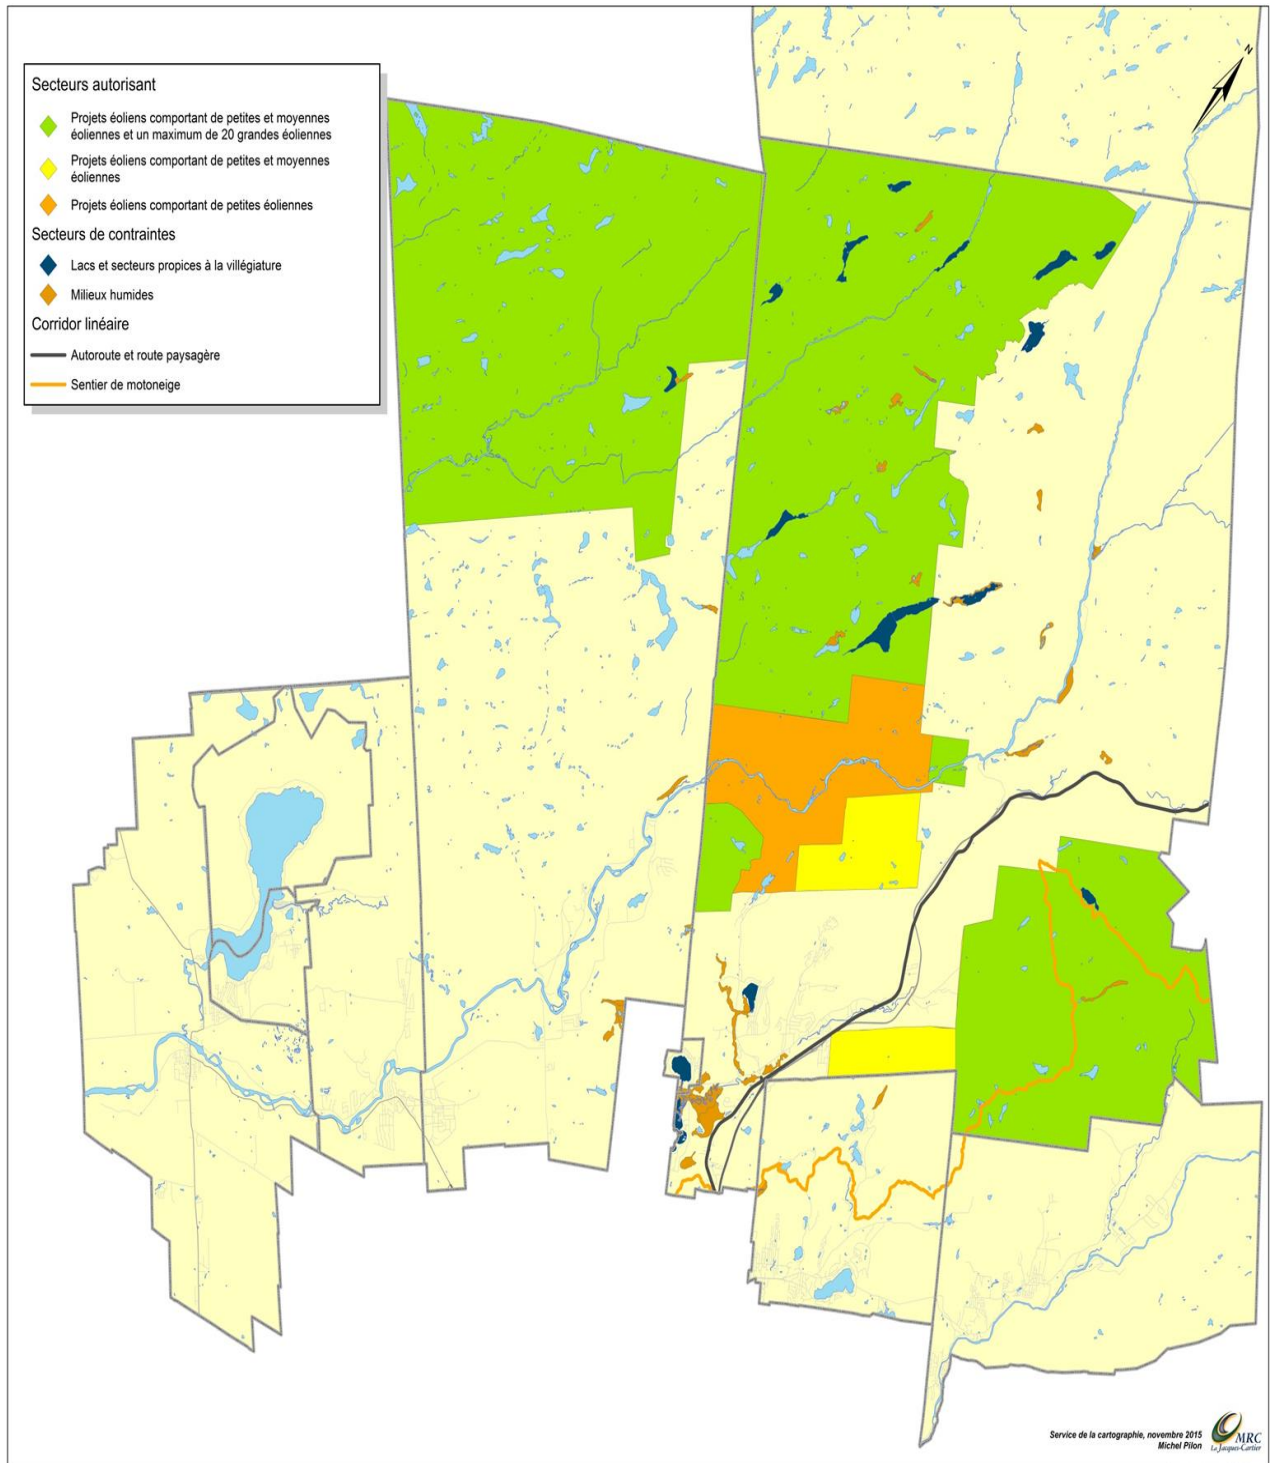 Secteurs autorisant
Projets éoliens comportant de petites et moyennes
éoliennes et un maximum de 20 grandes éoliennes
Projets éoliens comportant de petites et moyennes
éoliennes
Projets éoliens comportant de petites éoliennes
Secteurs de contraintes
Lacs et secteurs propices à la villégiature
Milieux humides
Corridor linéaire
Autoroute et route paysagère
Sentier de motoneige
N
Service de la cartographie, novembre 2015
Michel Pilon
MRC
La Jacques-Cartier